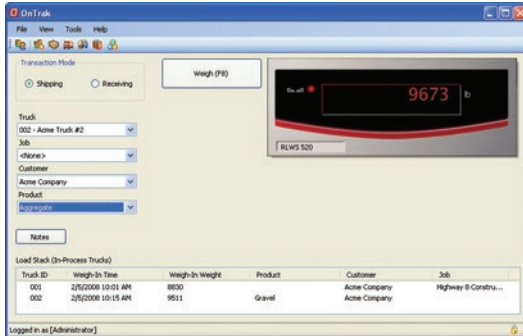 OnTrak
File View Tools Help
Transaction Mode
Shipping Receiving
Weigh (F8)
9673 lb
RLWS 520
Truck
002 - Acme Truck #2
Job
<None>
Customer
Acme Company
Product
Aggregate
Notes
Load Stack (In-Process Trucks)
Truck ID Weigh-In Time Weigh-In Weight Product Customer Job
001 2/5/2008 10:01 AM 8830 Acme Company Highway 8 Constru...
002 2/5/2008 10:15 AM 9511 Gravel Acme Company
Logged in as [Administrator]